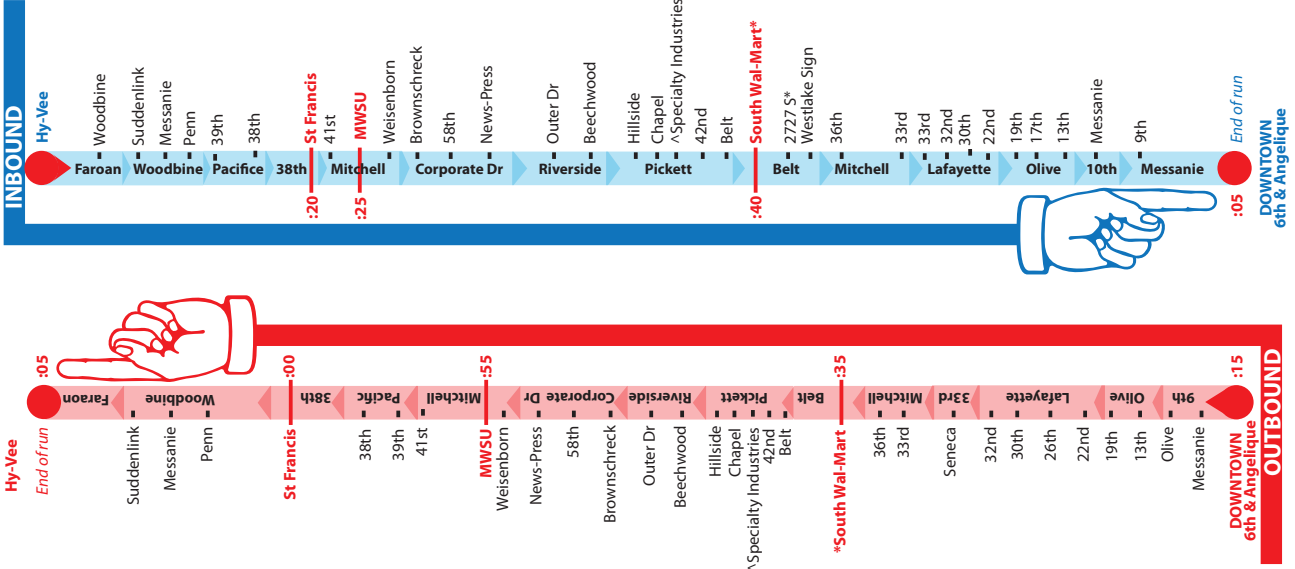 INBOUND
Hy-Vee
Woodbine
Suddenlink
Messanie
Penn
39th
38th
St Francis
41st
MWSU
Weisenborn
Brownschreck
58th
News-Press
Outer Dr
Beechwood
Hillside
Chapel
^Specialty Industries
42nd
Belt
South Wal-Mart*
2727 S*
Westlake Sign
36th
33rd
33rd
32nd
30th
22nd
19th
17th
13th
Messanie
9th
End of run
Faroan
Woodbine
Pacific
38th
Mitchell
Corporate Dr
Riverside
Pickett
Belt
Mitchell
Lafayette
Olive
10th
Messanie
:20
:25
:40
:05
DOWNTOWN
6th & Angelique
:05
:00
:55
:35
:15
Faraon
Woodbine
38th
Pacific
Mitchell
Corporate Dr
Riverside
Pickett
Belt
Mitchell
33rd
Lafayette
Olive
9th
Hy-Vee
End of run
Suddenlink
Messanie
Penn
St Francis
38th
39th
41st
MWSU
Weisenborn
News-Press
58th
Brownschreck
Outer Dr
Beechwood
Hillside
Chapel
^Specialty Industries
42nd
Belt
*South Wal-Mart
36th
33rd
Seneca
32nd
30th
26th
22nd
19th
13th
Olive
Messanie
DOWNTOWN
6th & Angelique
OUTBOUND